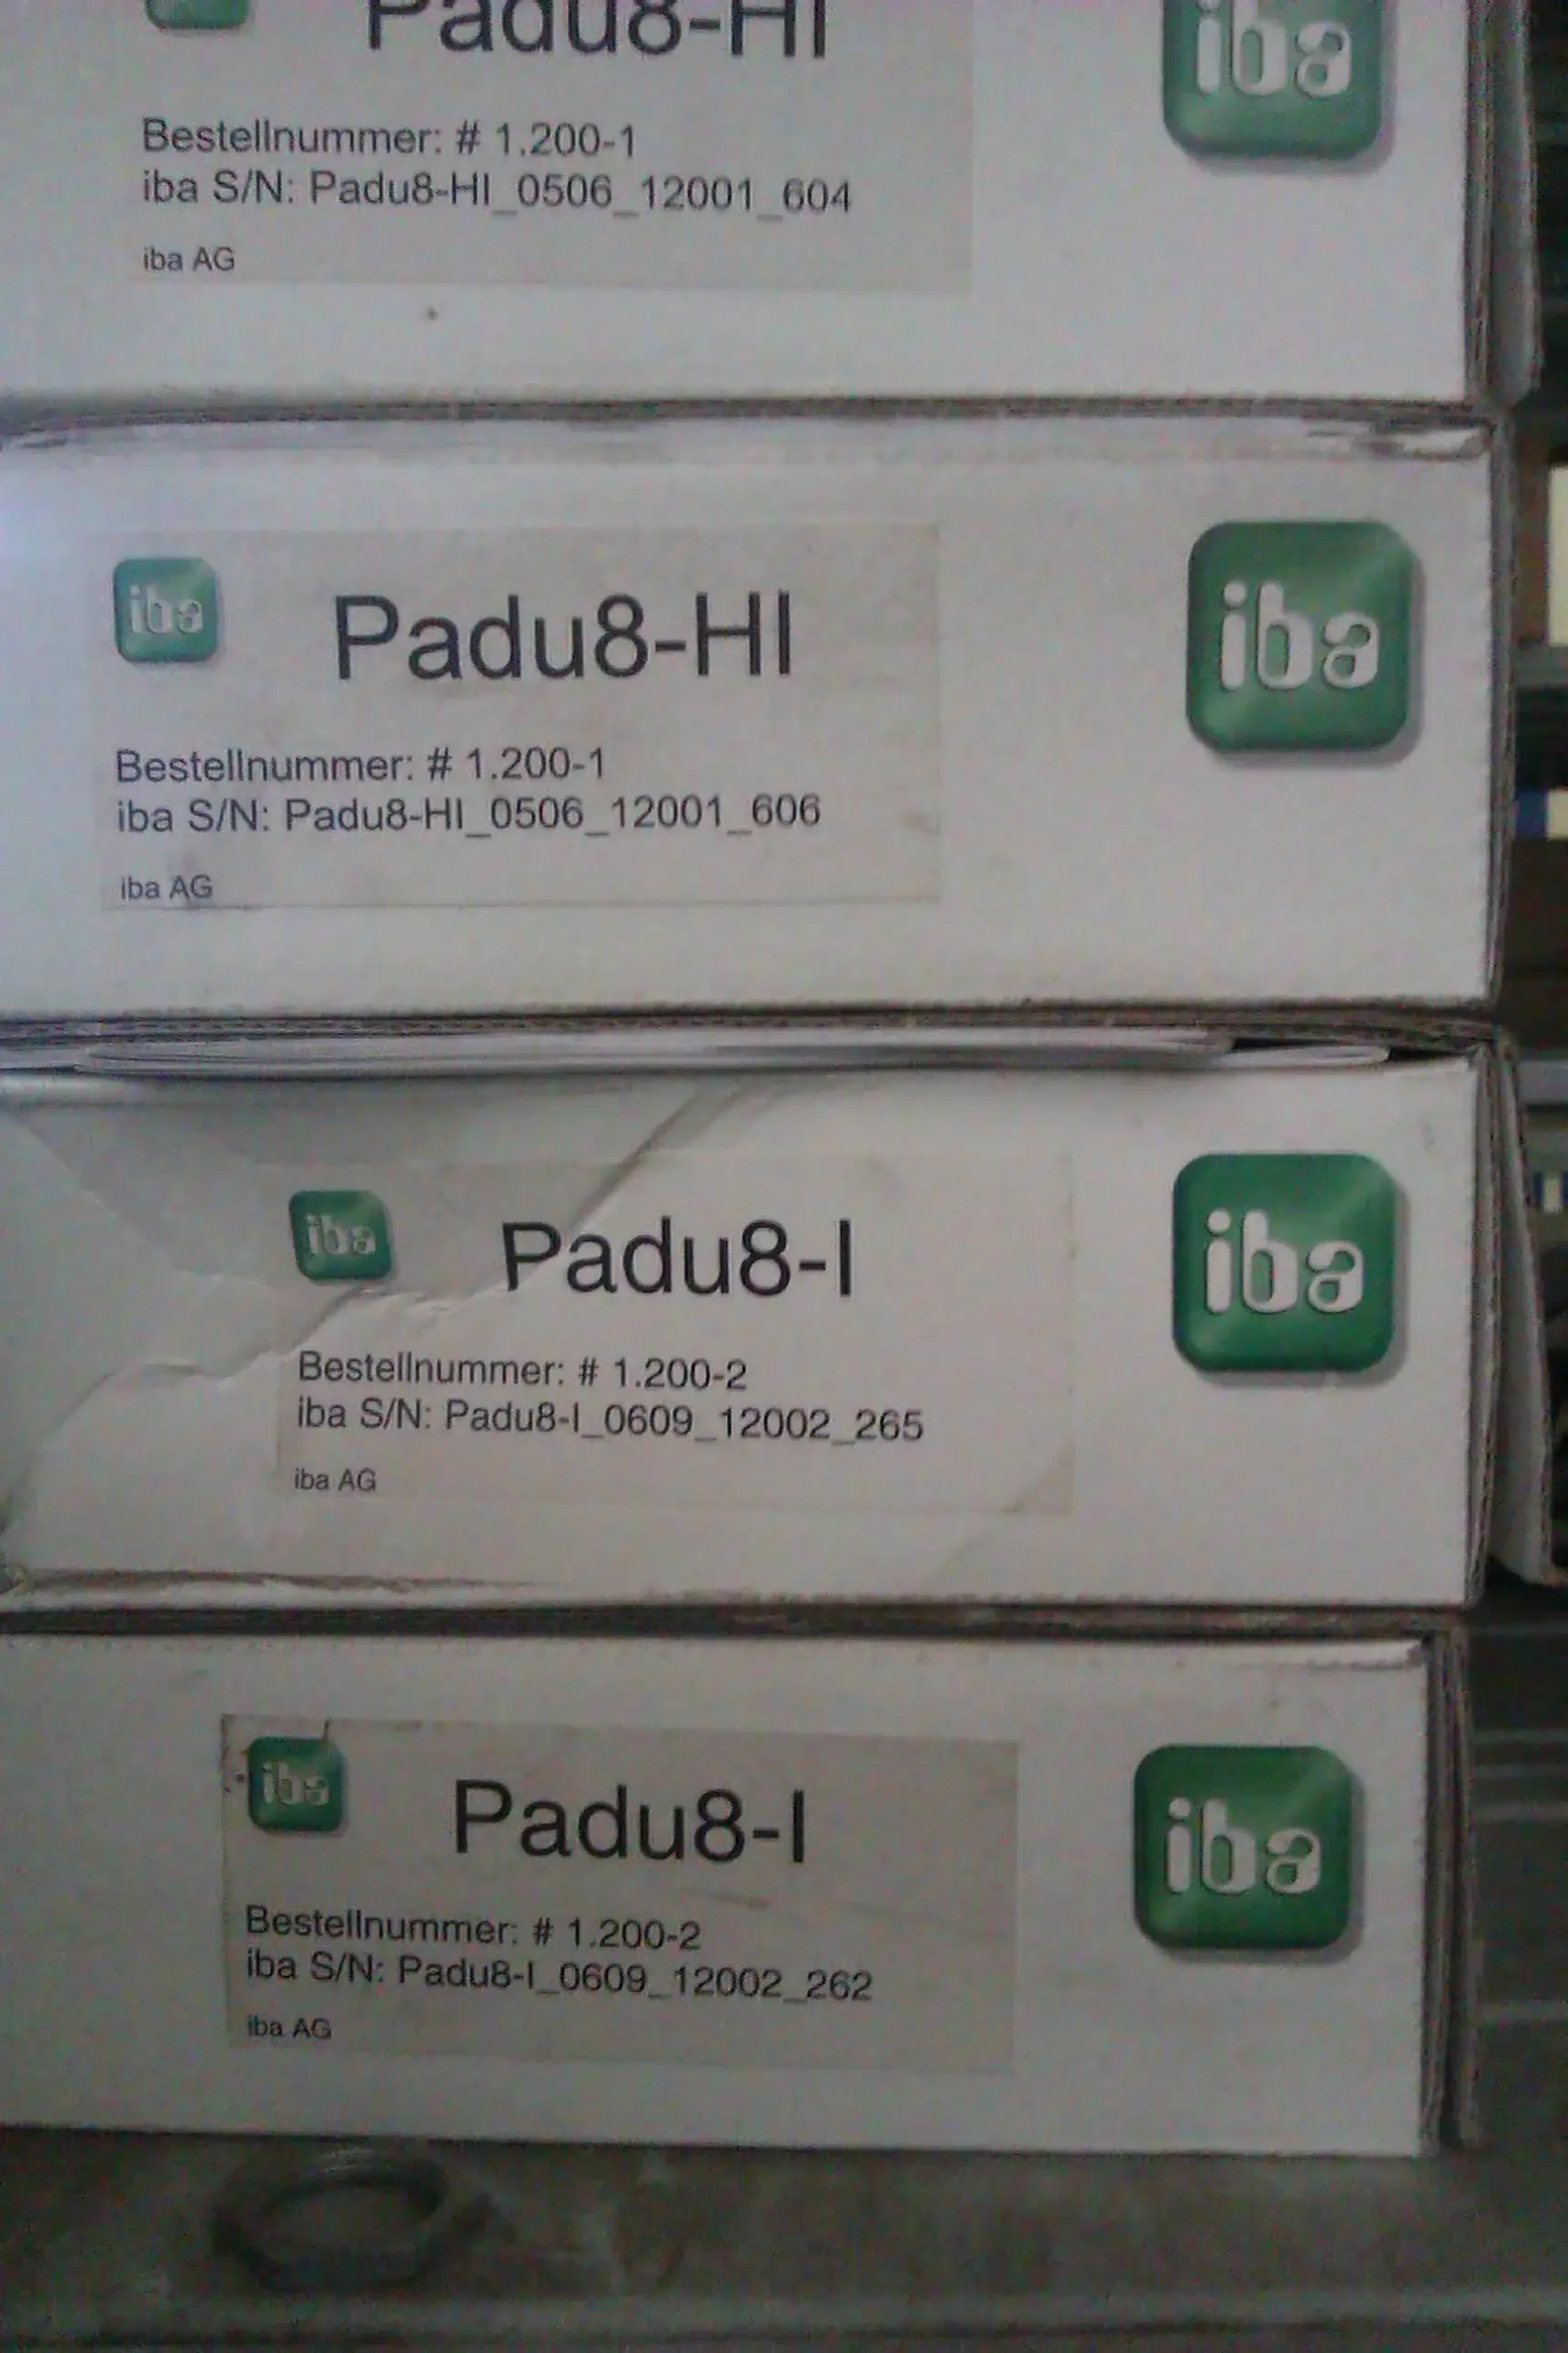 Padu8-HI
iba
Bestellnummer: # 1.200-1
iba S/N: Padu8-HI_0506_12001_604
iba AG
iba
Padu8-HI
iba
Bestellnummer: # 1.200-1
iba S/N: Padu8-HI_0506_12001_606
iba AG
iba
Padu8-I
iba
Bestellnummer: # 1.200-2
iba S/N: Padu8-I_0609_12002_265
iba AG
iba
Padu8-I
iba
Bestellnummer: # 1.200-2
iba S/N: Padu8-I_0609_12002_262
iba AG